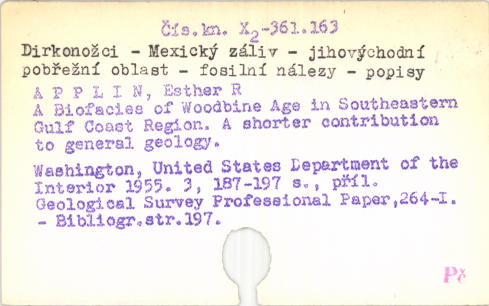 Čís.kn. X2-361.163
Dirkonožci - Mexický záliv - jihovýchodní
pobřežní oblast - fosilní nálezy - popisy
A P P L I N, Esther R
A Biofacies of Woodbine Age in Southeastern
Gulf Coast Region. A shorter contribution
to general geology.
Washington, United States Department of the
Interior 1955. 3, 187-197 s., příl.
Geological Survey Professional Paper,264-I.
- Bibliogr.str.197.
Př